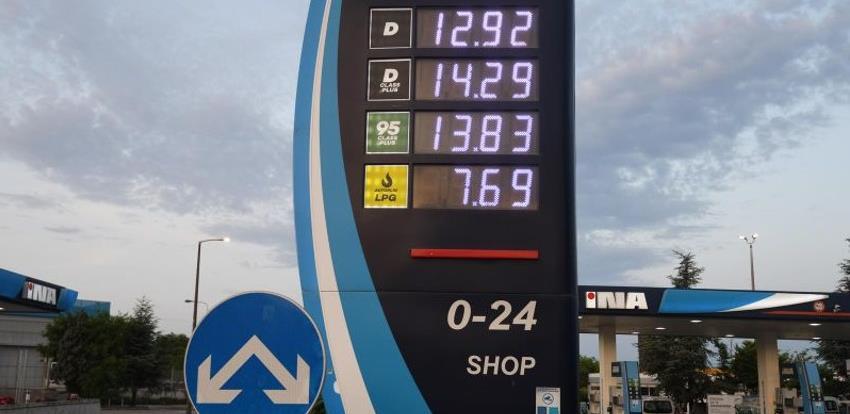 D 12.92
D CLASS PLUS 14.29
95 CLASS PLUS 13.83
AUTOPLIN LPG 7.69
0-24
SHOP
INA
INA